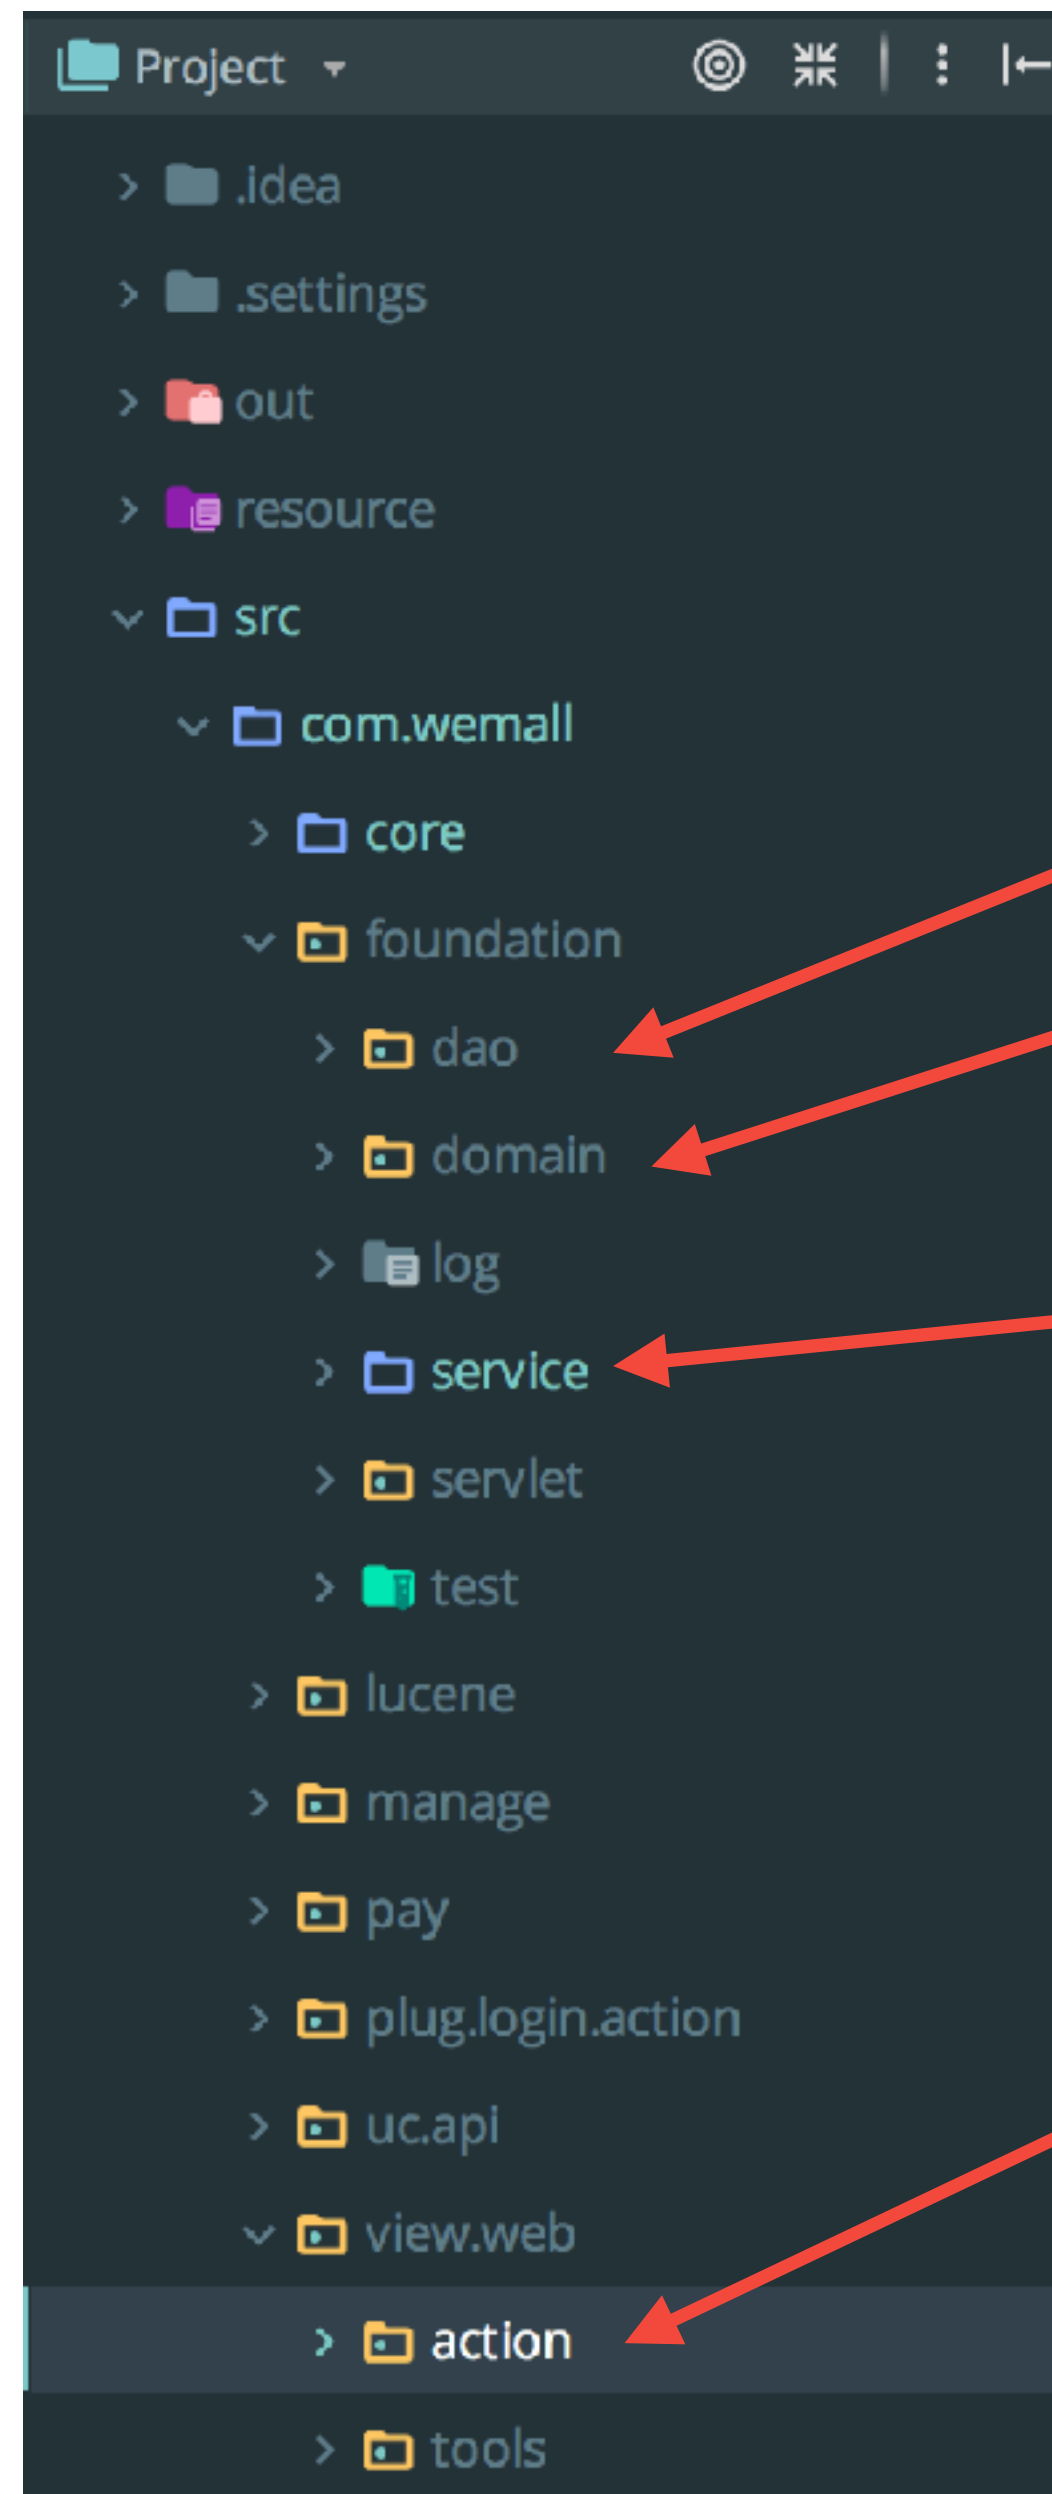 Project
.idea
.settings
out
resource
src
com.wemall
core
foundation
dao
domain
log
service
servlet
test
lucene
manage
pay
plug.login.action
uc.api
view.web
action
tools